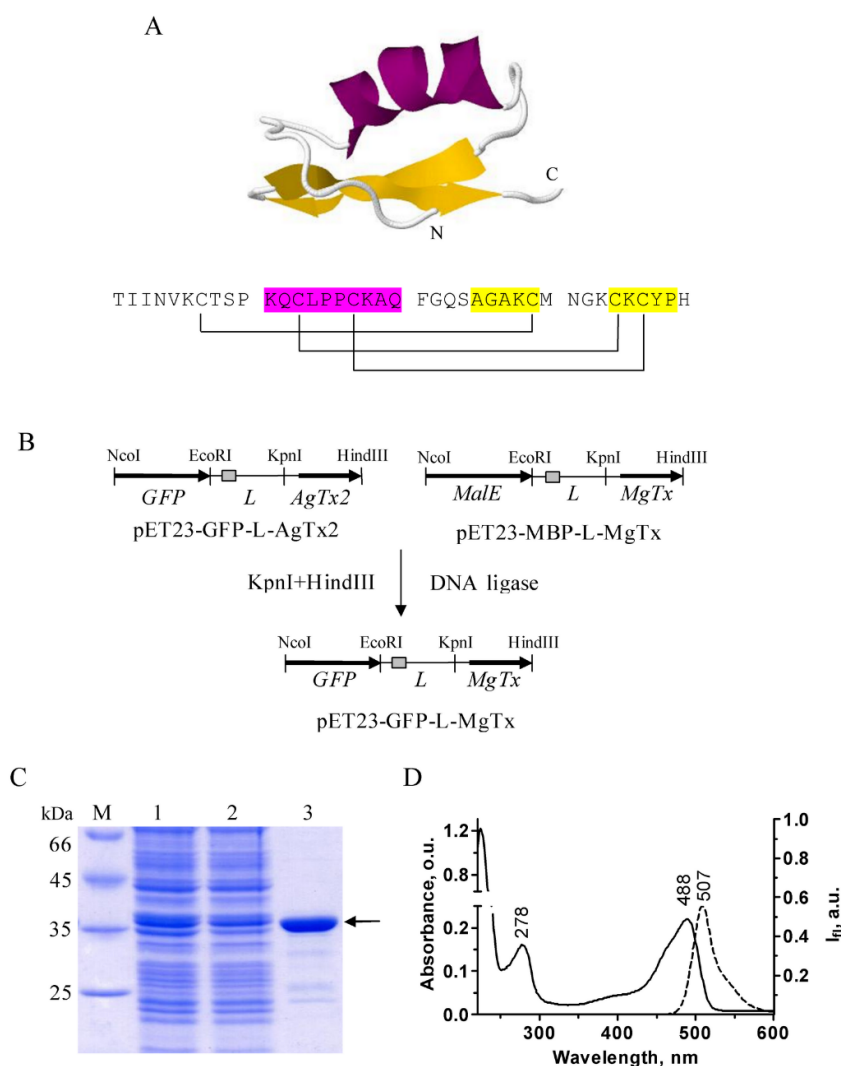 A
C
N
TIINVKCTSP KQCLPPCKAQ FGQSAGAKCM NGKCKCYPH
B
NcoI EcoRI KpnI HindIII
GFP L AgTx2
pET23-GFP-L-AgTx2
NcoI EcoRI KpnI HindIII
MalE L MgTx
pET23-MBP-L-MgTx
KpnI+HindIII DNA ligase
NcoI EcoRI KpnI HindIII
GFP L MgTx
pET23-GFP-L-MgTx
C
kDa M 1 2 3
66
45
35
25
D
Absorbance, o.u.
1.2
0.8
0.2
0.1
0.0
278
488
507
1.0
0.8
0.6
0.4
0.2
Ifl, a.u.
300 400 500 600
Wavelength, nm